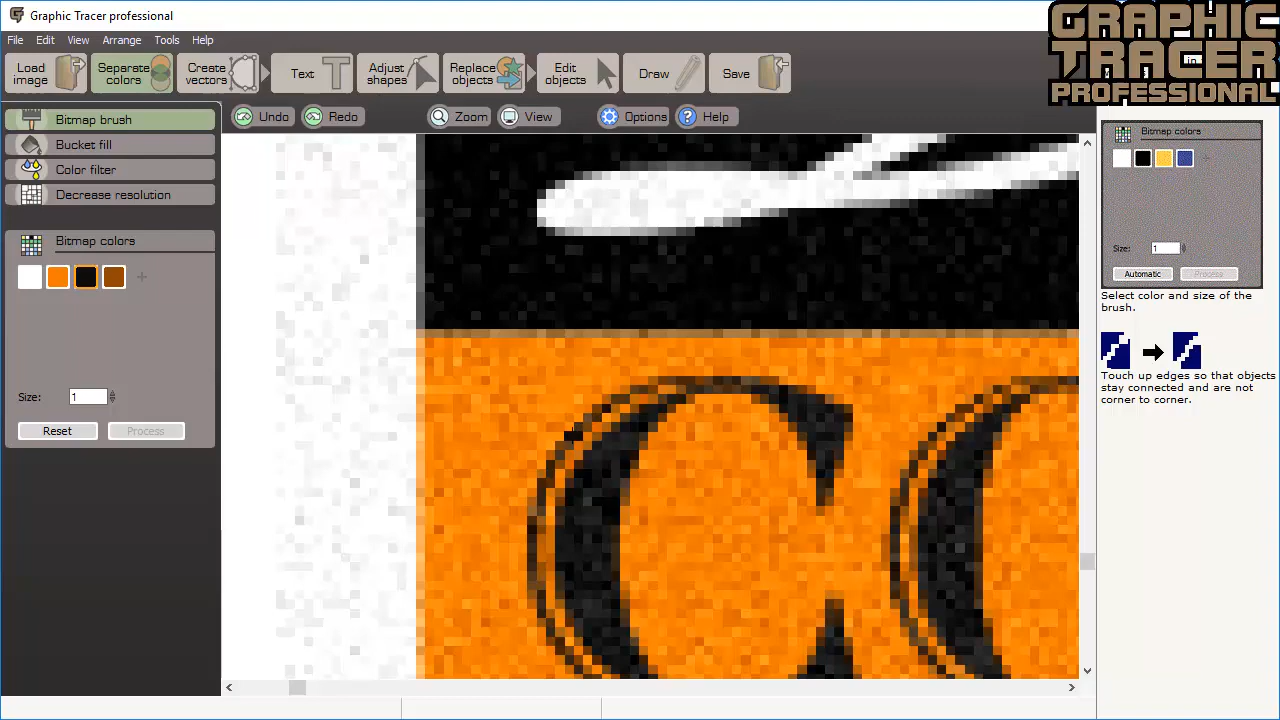 Graphic Tracer professional
GRAPHIC
TRACER
PROFESSIONAL
File Edit View Arrange Tools Help
Load image
Separate colors
Create vectors
Text
Adjust shapes
Replace objects
Edit objects
Draw
Save
Undo
Redo
Zoom
View
Options
Help
Bitmap brush
Bucket fill
Color filter
Decrease resolution
Bitmap colors
Size: 1
Reset
Process
Bitmap colors
Size: 1
Automatic
Process
Select color and size of the
brush.
Touch up edges so that objects
stay connected and are not
corner to corner.